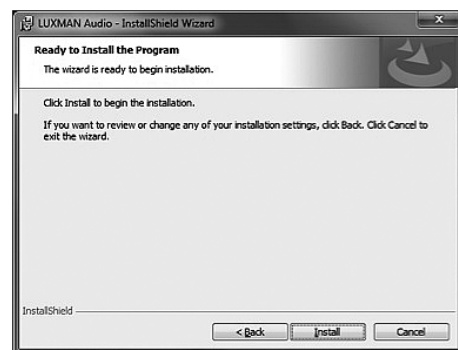 LUXMAN Audio - InstallShield Wizard
Ready to Install the Program
The wizard is ready to begin installation.
Click Install to begin the installation.
If you want to review or change any of your installation settings, click Back. Click Cancel to
exit the wizard.
InstallShield
< Back
Install
Cancel